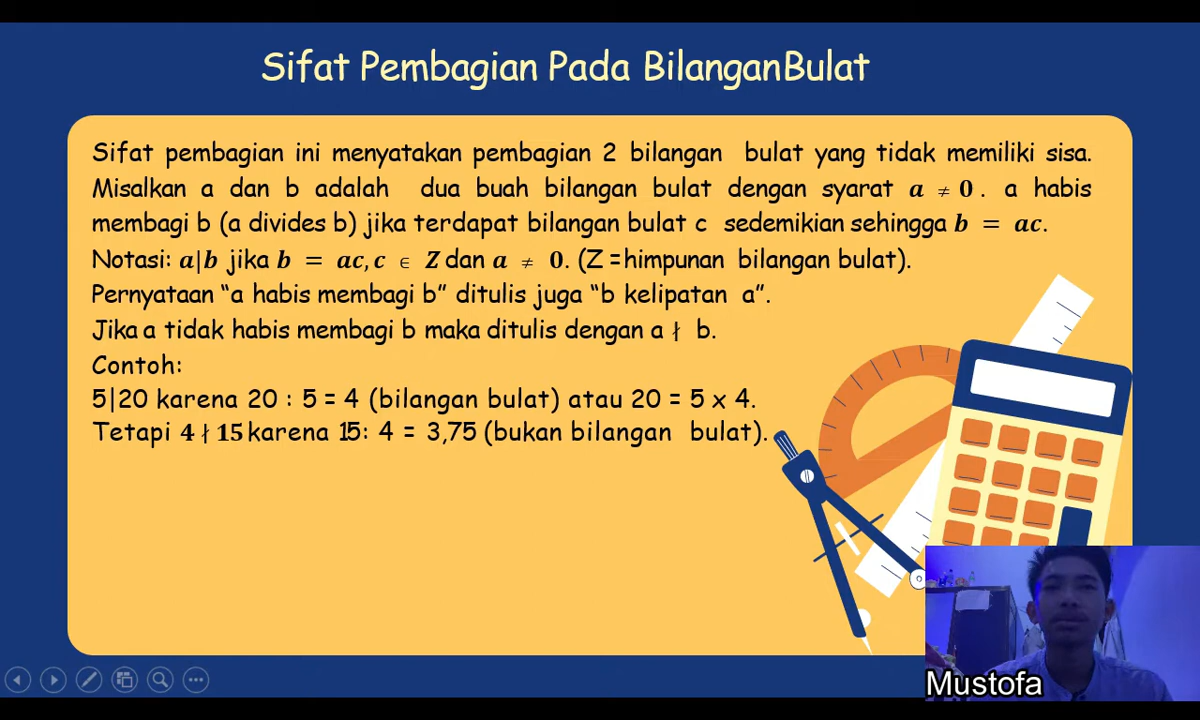 Sifat Pembagian Pada BilanganBulat
Sifat pembagian ini menyatakan pembagian 2 bilangan bulat yang tidak memiliki sisa.
Misalkan a dan b adalah dua buah bilangan bulat dengan syarat a ≠ 0. a habis
membagi b (a divides b) jika terdapat bilangan bulat c sedemikian sehingga b = ac.
Notasi: a|b jika b = ac, c ∈ Z dan a ≠ 0. (Z =himpunan bilangan bulat).
Pernyataan “a habis membagi b” ditulis juga “b kelipatan a”.
Jika a tidak habis membagi b maka ditulis dengan a ł b.
Contoh:
5|20 karena 20 : 5 = 4 (bilangan bulat) atau 20 = 5 x 4.
Tetapi 4 ł 15 karena 15: 4 = 3,75 (bukan bilangan bulat).
Mustofa